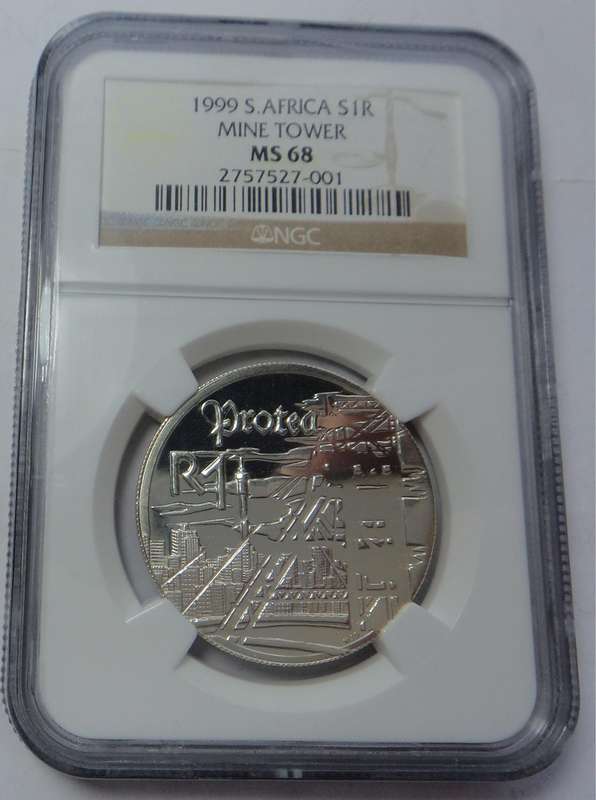 1999 S.AFRICA S1R
MINE TOWER
MS 68
2757527-001
NGC
Protea
R1